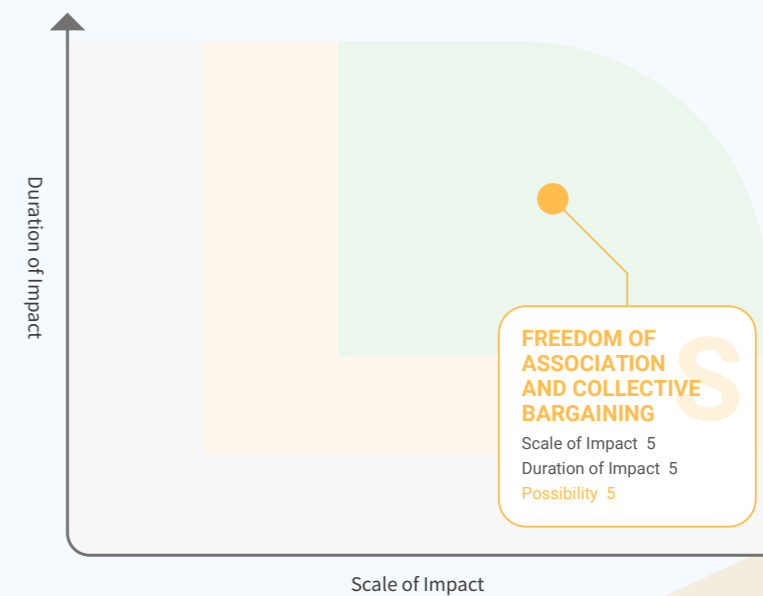 Duration of Impact
FREEDOM OF
ASSOCIATION
AND COLLECTIVE
BARGAINING
S
Scale of Impact 5
Duration of Impact 5
Possibility 5
Scale of Impact